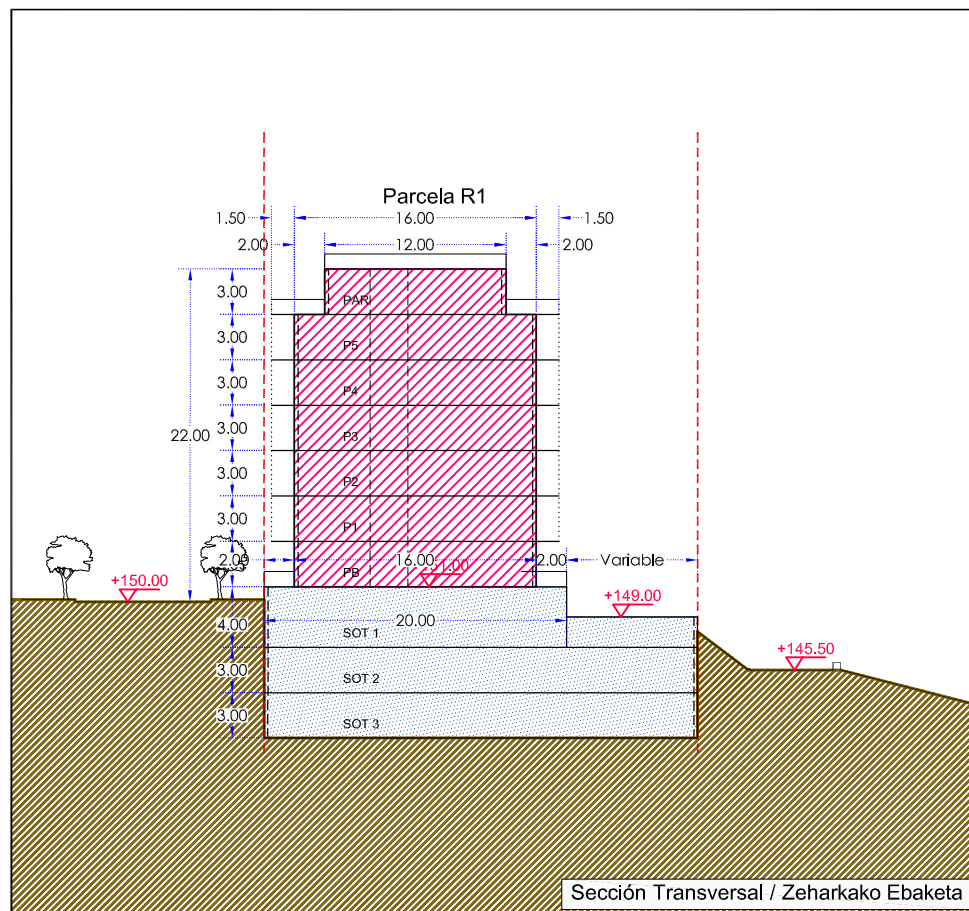 Parcela R1
1.50 16.00 1.50
2.00 12.00 2.00
3.00 PAR
3.00 P5
3.00 P4
22.00 3.00 P3
3.00 P2
3.00 P1
2.00 16.00 2.00 Variable
PB
+150.00 +149.00
4.00 20.00
SOT 1
+145.50
3.00 SOT 2
3.00 SOT 3
Sección Transversal / Zeharkako Ebaketa